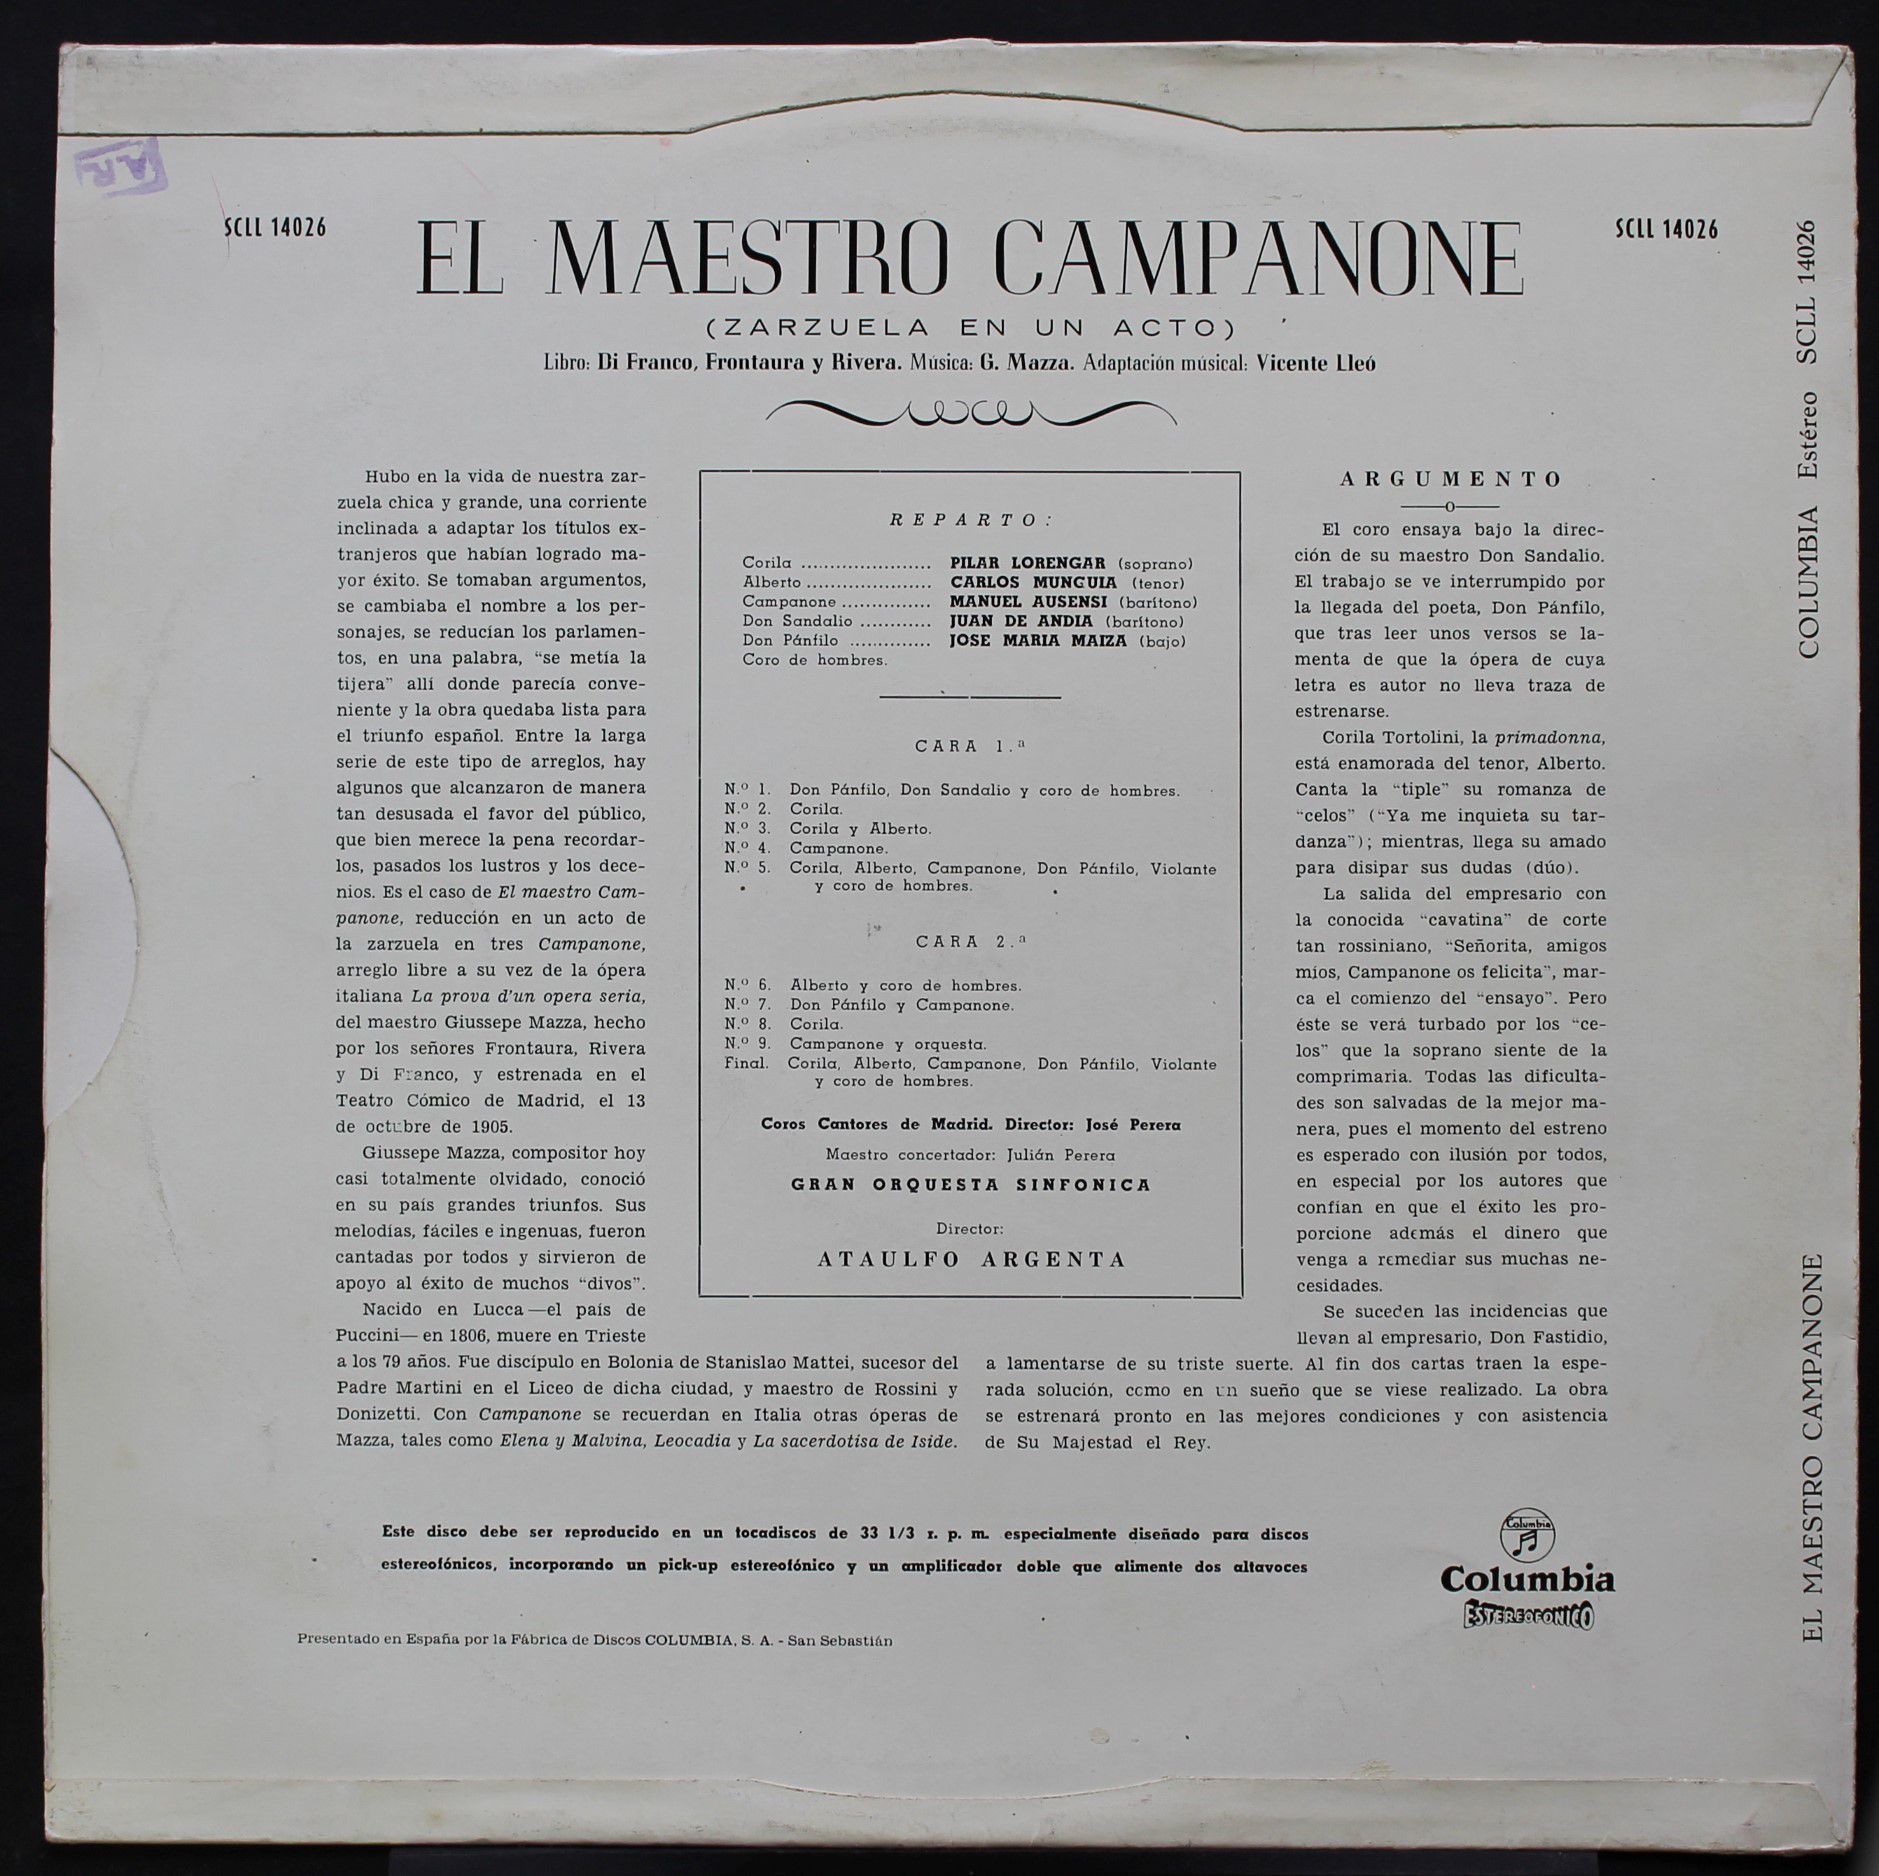 SCLL 14026
EL MAESTRO CAMPANONE
SCLL 14026
(ZARZUELA EN UN ACTO)
Libro: Di Franco, Frontaura y Rivera. Música: G. Mazza. Adaptación músical: Vicente Lleó
Hubo en la vida de nuestra zar-
zuela chica y grande, una corriente
inclinada a adaptar los títulos ex-
tranjeros que habían logrado ma-
yor éxito. Se tomaban argumentos,
se cambiaba el nombre a los per-
sonajes, se reducían los parlamen-
tos, en una palabra, “se metía la
tijera” allí donde parecía conve-
niente y la obra quedaba lista para
el triunfo español. Entre la larga
serie de este tipo de arreglos, hay
algunos que alcanzaron de manera
tan desusada el favor del público,
que bien merece la pena recordar-
los, pasados los lustros y los dece-
nios. Es el caso de El maestro Cam-
panone, reducción en un acto de
la zarzuela en tres Campanone,
arreglo libre a su vez de la ópera
italiana La prova d'un opera seria,
del maestro Giussepe Mazza, hecho
por los señores Frontaura, Rivera
y Di Franco, y estrenada en el
Teatro Cómico de Madrid, el 13
de octubre de 1905.
Giussepe Mazza, compositor hoy
casi totalmente olvidado, conoció
en su país grandes triunfos. Sus
melodías, fáciles e ingenuas, fueron
cantadas por todos y sirvieron de
apoyo al éxito de muchos “divos”.
Nacido en Lucca —el país de
Puccini— en 1806, muere en Trieste
a los 79 años. Fue discípulo en Bolonia de Stanislao Mattei, sucesor del
Padre Martini en el Liceo de dicha ciudad, y maestro de Rossini y
Donizetti. Con Campanone se recuerdan en Italia otras óperas de
Mazza, tales como Elena y Malvina, Leocadia y La sacerdotisa de Iside.
REPARTO:
Corila ...................... PILAR LORENGAR (soprano)
Alberto ..................... CARLOS MUNGUIA (tenor)
Campanone ............... MANUEL AUSENSI (barítono)
Don Sandalio ............ JUAN DE ANDIA (barítono)
Don Pánfilo .............. JOSE MARIA MAIZA (bajo)
Coro de hombres.
CARA 1.ª
N.º 1. Don Pánfilo, Don Sandalio y coro de hombres.
N.º 2. Corila.
N.º 3. Corila y Alberto.
N.º 4. Campanone.
N.º 5. Corila, Alberto, Campanone, Don Pánfilo, Violante
y coro de hombres.
CARA 2.ª
N.º 6. Alberto y coro de hombres.
N.º 7. Don Pánfilo y Campanone.
N.º 8. Corila.
N.º 9. Campanone y orquesta.
Final. Corila, Alberto, Campanone, Don Pánfilo, Violante
y coro de hombres.
Coros Cantores de Madrid. Director: José Perera
Maestro concertador: Julián Perera
GRAN ORQUESTA SINFONICA
Director:
ATAULFO ARGENTA
ARGUMENTO
El coro ensaya bajo la direc-
ción de su maestro Don Sandalio.
El trabajo se ve interrumpido por
la llegada del poeta, Don Pánfilo,
que tras leer unos versos se la-
menta de que la ópera de cuya
letra es autor no lleva traza de
estrenarse.
Corila Tortolini, la primadonna,
está enamorada del tenor, Alberto.
Canta la “tiple” su romanza de
“celos” (“Ya me inquieta su tar-
danza”); mientras, llega su amado
para disipar sus dudas (dúo).
La salida del empresario con
la conocida “cavatina” de corte
tan rossiniano, “Señorita, amigos
míos, Campanone os felicita”, mar-
ca el comienzo del “ensayo”. Pero
éste se verá turbado por los “ce-
los” que la soprano siente de la
comprimaria. Todas las dificulta-
des son salvadas de la mejor ma-
nera, pues el momento del estreno
es esperado con ilusión por todos,
en especial por los autores que
confían en que el éxito les pro-
porcione además el dinero que
venga a remediar sus muchas ne-
cesidades.
Se suceden las incidencias que
llevan al empresario, Don Fastidio,
a lamentarse de su triste suerte. Al fin dos cartas traen la espe-
rada solución, como en un sueño que se viese realizado. La obra
se estrenará pronto en las mejores condiciones y con asistencia
de Su Majestad el Rey.
Este disco debe ser reproducido en un tocadiscos de 33 1/3 r. p. m. especialmente diseñado para discos
estereofónicos, incorporando un pick-up estereofónico y un amplificador doble que alimente dos altavoces
Columbia
Columbia
ESTEREOFONICO
Presentado en España por la Fábrica de Discos COLUMBIA, S. A. - San Sebastián
COLUMBIA Estéreo SCLL 14026
EL MAESTRO CAMPANONE